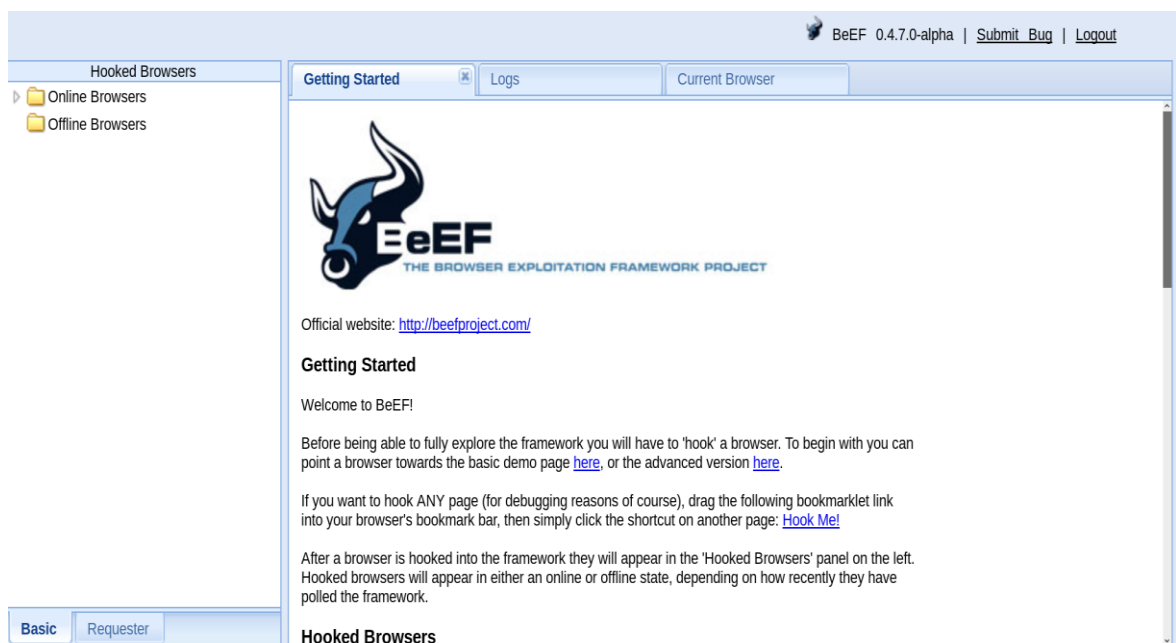 BeEF 0.4.7.0-alpha | Submit Bug | Logout
Hooked Browsers
Online Browsers
Offline Browsers
Basic
Requester
Getting Started
Logs
Current Browser
BeEF
THE BROWSER EXPLOITATION FRAMEWORK PROJECT
Official website: http://beefproject.com/
Getting Started
Welcome to BeEF!
Before being able to fully explore the framework you will have to 'hook' a browser. To begin with you can
point a browser towards the basic demo page here, or the advanced version here.
If you want to hook ANY page (for debugging reasons of course), drag the following bookmarklet link
into your browser's bookmark bar, then simply click the shortcut on another page: Hook Me!
After a browser is hooked into the framework they will appear in the 'Hooked Browsers' panel on the left.
Hooked browsers will appear in either an online or offline state, depending on how recently they have
polled the framework.
Hooked Browsers